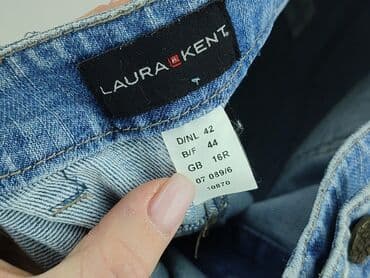 LAURA KENT
D/NL 42
B/F 44
GB 16R
07 089/6
10870